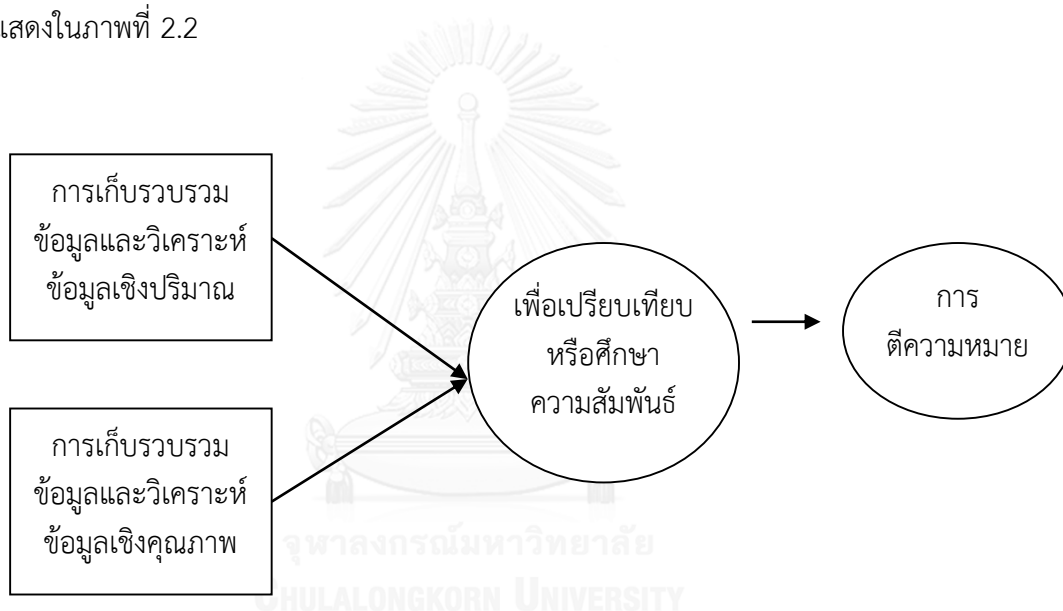 แสดงในภาพที่ 2.2
การเก็บรวบรวม
ข้อมูลและวิเคราะห์
ข้อมูลเชิงปริมาณ
เพื่อเปรียบเทียบ
หรือศึกษา
ความสัมพันธ์
การ
ตีความหมาย
การเก็บรวบรวม
ข้อมูลและวิเคราะห์
ข้อมูลเชิงคุณภาพ
จุฬาลงกรณ์มหาวิทยาลัย
CHULALONGKORN UNIVERSITY